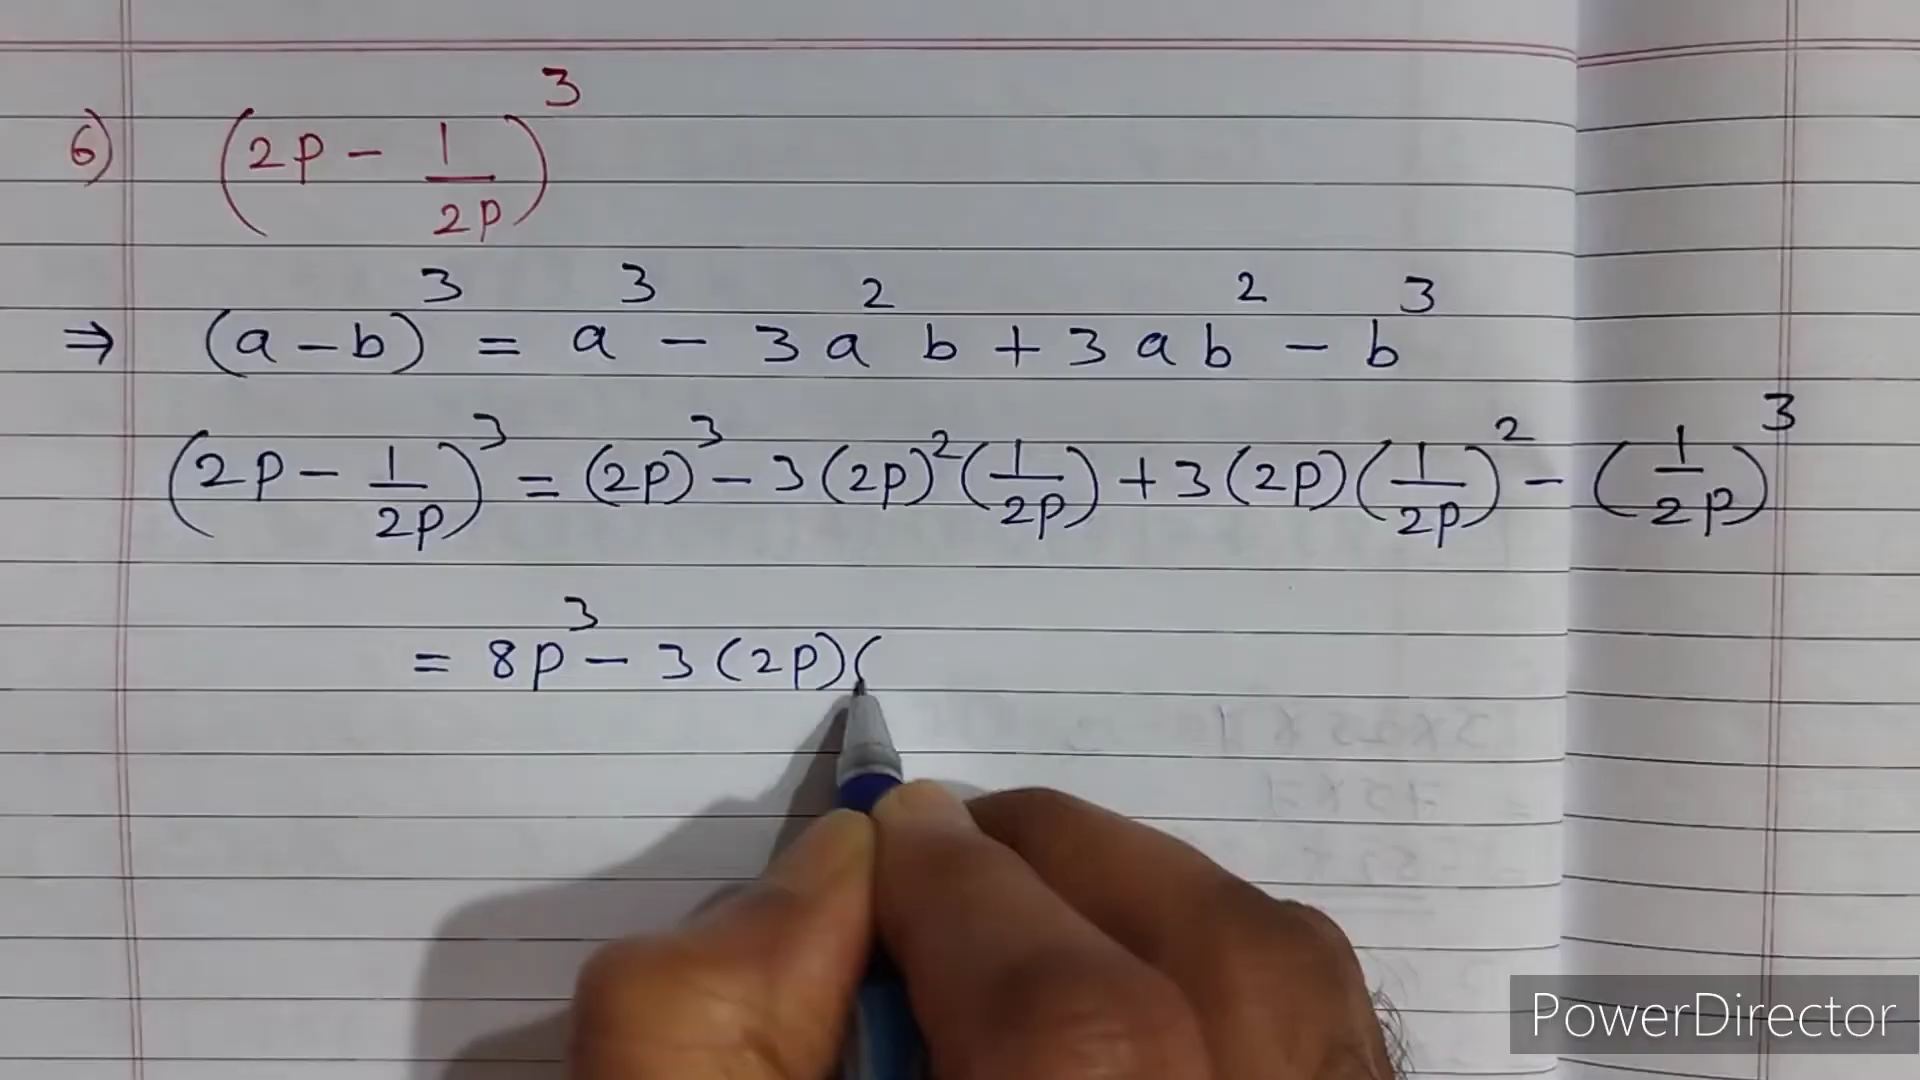 6) (2p - 1/2p)³
⇒ (a - b)³ = a³ - 3a²b + 3ab² - b³
(2p - 1/2p)³ = (2p)³ - 3(2p)²(1/2p) + 3(2p)(1/2p)² - (1/2p)³
= 8p³ - 3(2p)(
PowerDirector